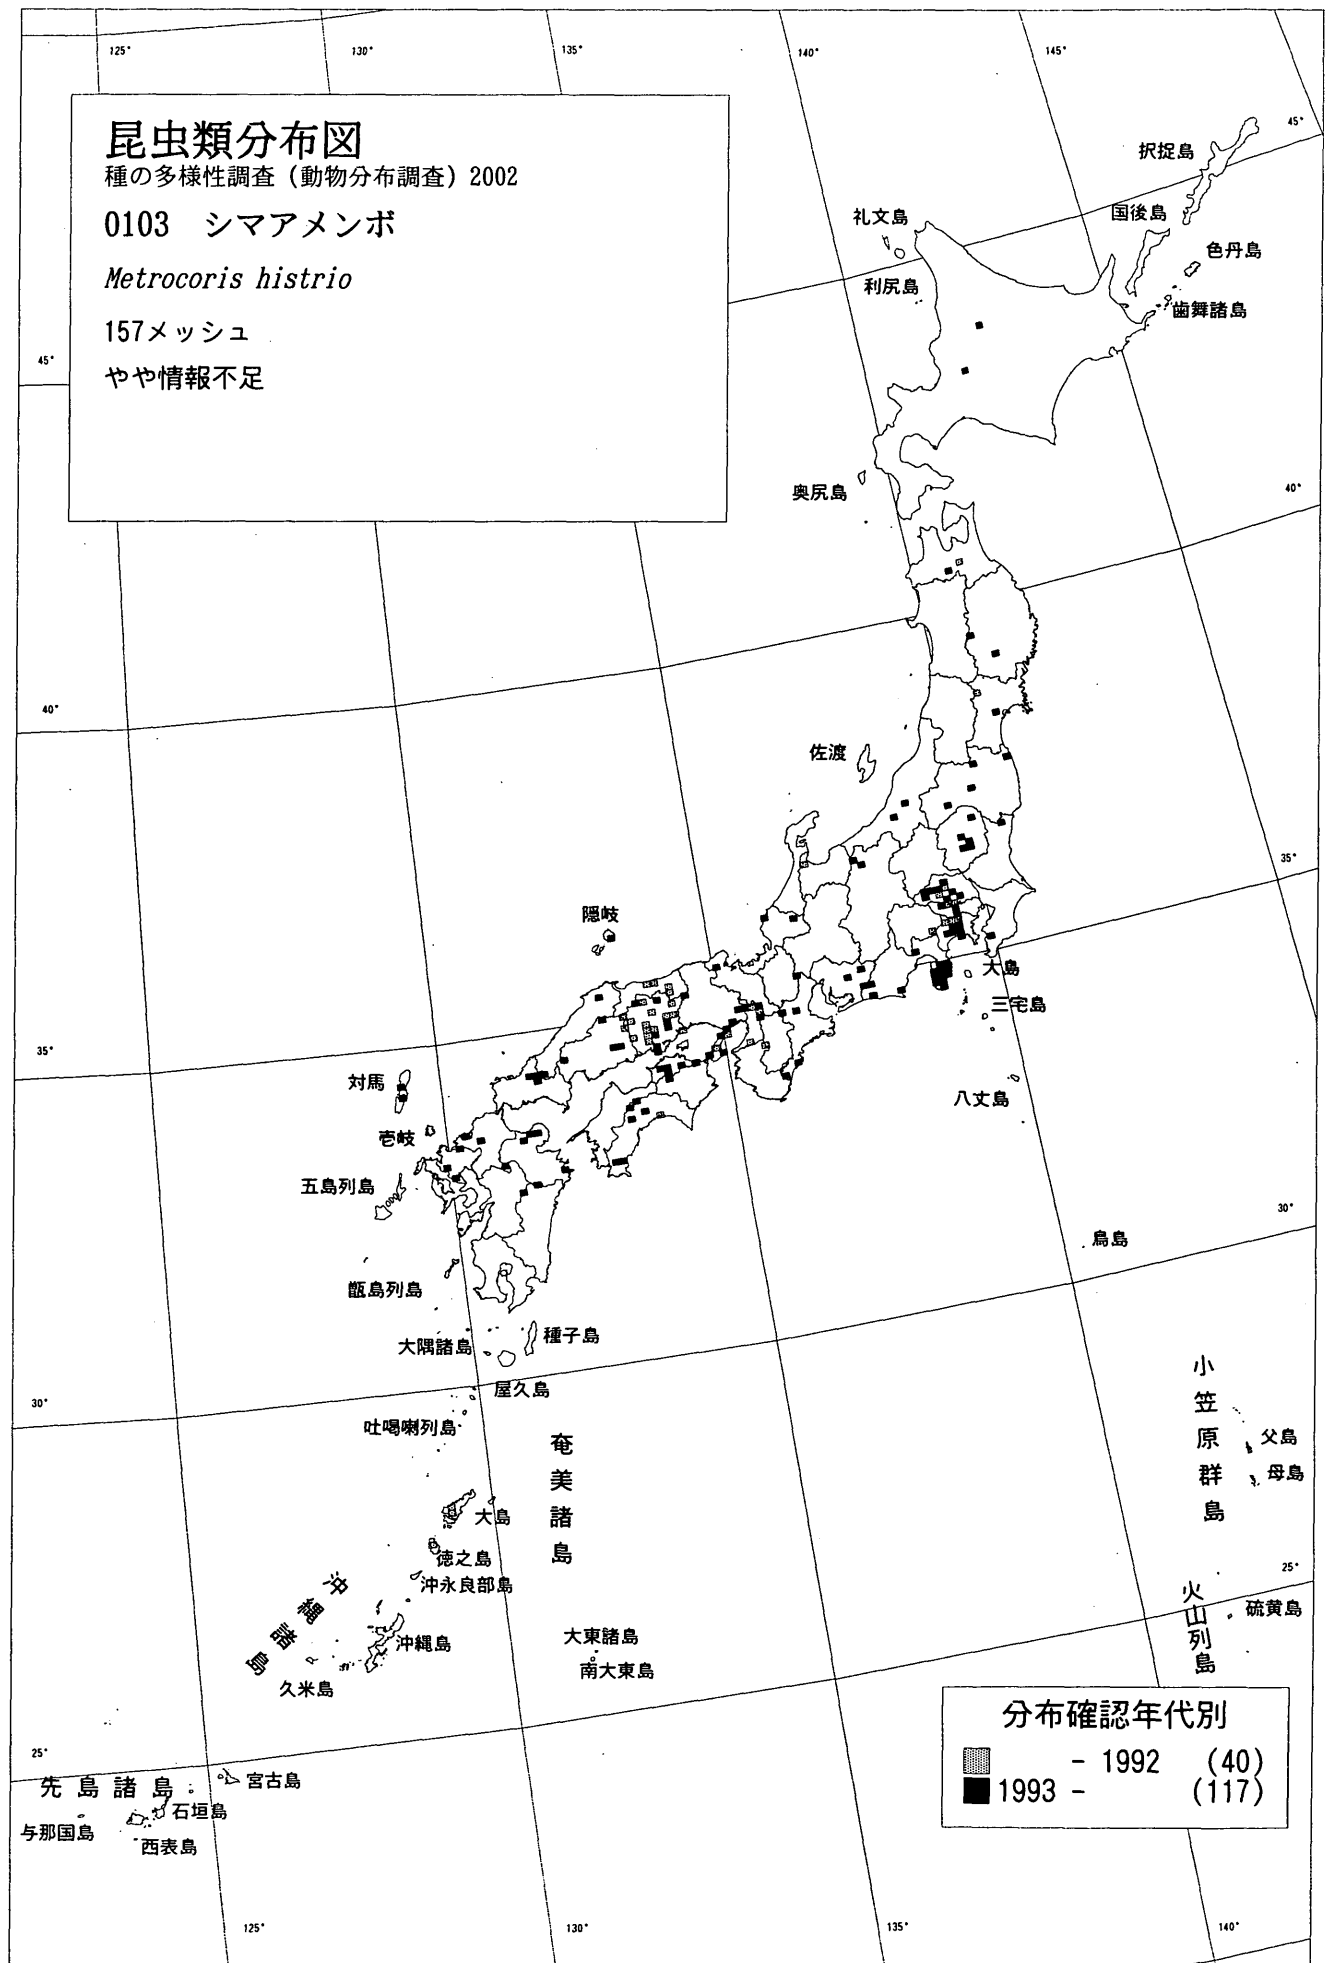 125°
130°
135°
140°
145°
昆虫類分布図
種の多様性調査（動物分布調査）2002
0103　シマアメンボ
Metrocoris histrio
157メッシュ
やや情報不足
45°
択捉島
礼文島
国後島
色丹島
利尻島
歯舞諸島
45°
奥尻島
40°
40°
佐渡
35°
隠岐
大島
三宅島
35°
対馬
八丈島
壱岐
五島列島
30°
鳥島
甑島列島
大隅諸島
種子島
屋久島
30°
吐噶喇列島
奄美諸島
小笠原群島
父島
母島
大島
徳之島
沖永良部島
25°
沖縄諸島
火山列島
硫黄島
沖縄島
大東諸島
南大東島
久米島
分布確認年代別
- 1992 (40)
1993 - (117)
25°
先島諸島
宮古島
石垣島
与那国島
西表島
125°
130°
135°
140°